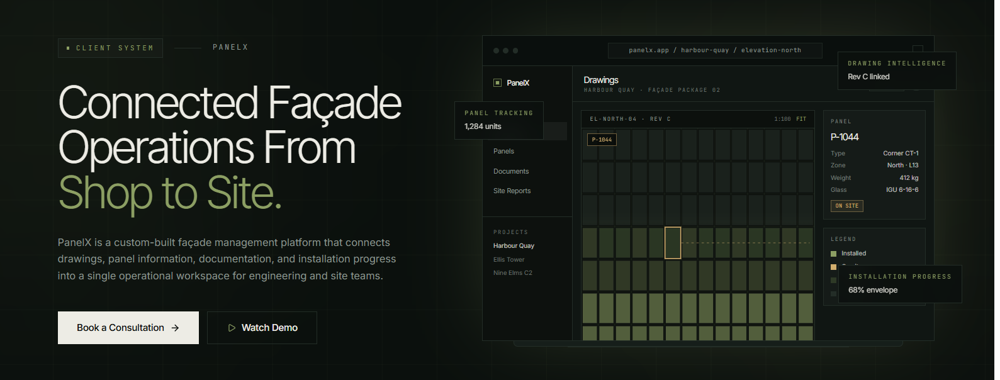 CLIENT SYSTEM
PANELX
Connected Façade
Operations From
Shop to Site.
PanelX is a custom-built façade management platform that connects
drawings, panel information, documentation, and installation progress
into a single operational workspace for engineering and site teams.
Book a Consultation
Watch Demo
panelx.app / harbour-quay / elevation-north
PanelX
PANEL TRACKING
1,284 units
Panels
Documents
Site Reports
PROJECTS
Harbour Quay
Ellis Tower
Nine Elms C2
Drawings
HARBOUR QUAY · FAÇADE PACKAGE 02
DRAWING INTELLIGENCE
Rev C linked
EL-NORTH-04 · REV C
1:100 FIT
P-1044
PANEL
P-1044
Type Corner CT-1
Zone North · L13
Weight 412 kg
Glass IGU 6-16-6
ON SITE
LEGEND
Installed
INSTALLATION PROGRESS
68% envelope